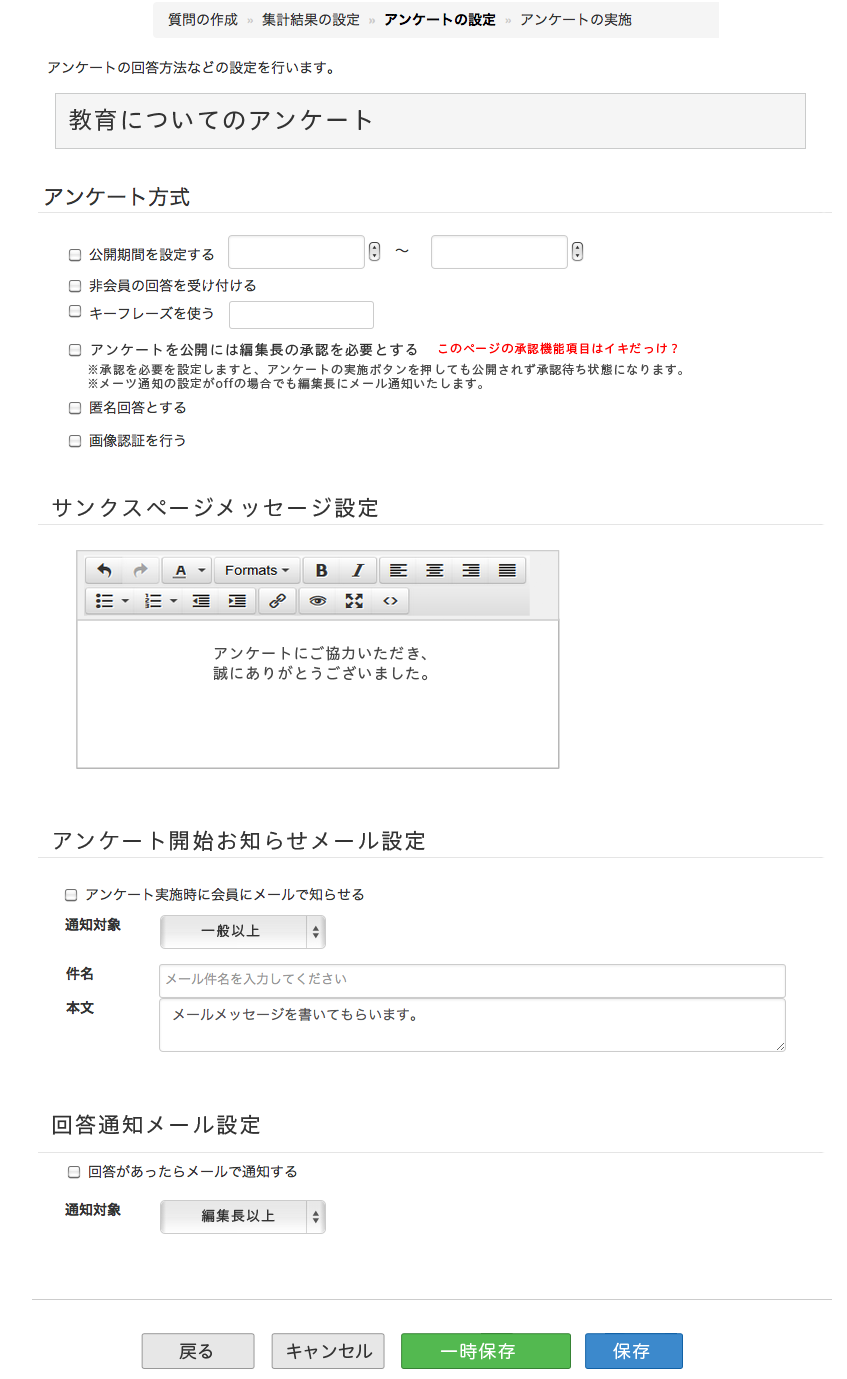 質問の作成 » 集計結果の設定 » アンケートの設定 » アンケートの実施
アンケートの回答方法などの設定を行います。
教育についてのアンケート
アンケート方式
公開期間を設定する ～
非会員の回答を受け付ける
キーフレーズを使う
アンケートを公開には編集長の承認を必要とする このページの承認機能項目はイキだっけ？
※承認を必要を設定しますと、アンケートの実施ボタンを押しても公開されず承認待ち状態になります。
※メーツ通知の設定がoffの場合でも編集長にメール通知いたします。
匿名回答とする
画像認証を行う
サンクスページメッセージ設定
A Formats B I
アンケートにご協力いただき、
誠にありがとうございました。
アンケート開始お知らせメール設定
アンケート実施時に会員にメールで知らせる
通知対象 一般以上
件名 メール件名を入力してください
本文 メールメッセージを書いてもらいます。
回答通知メール設定
回答があったらメールで通知する
通知対象 編集長以上
戻る キャンセル 一時保存 保存